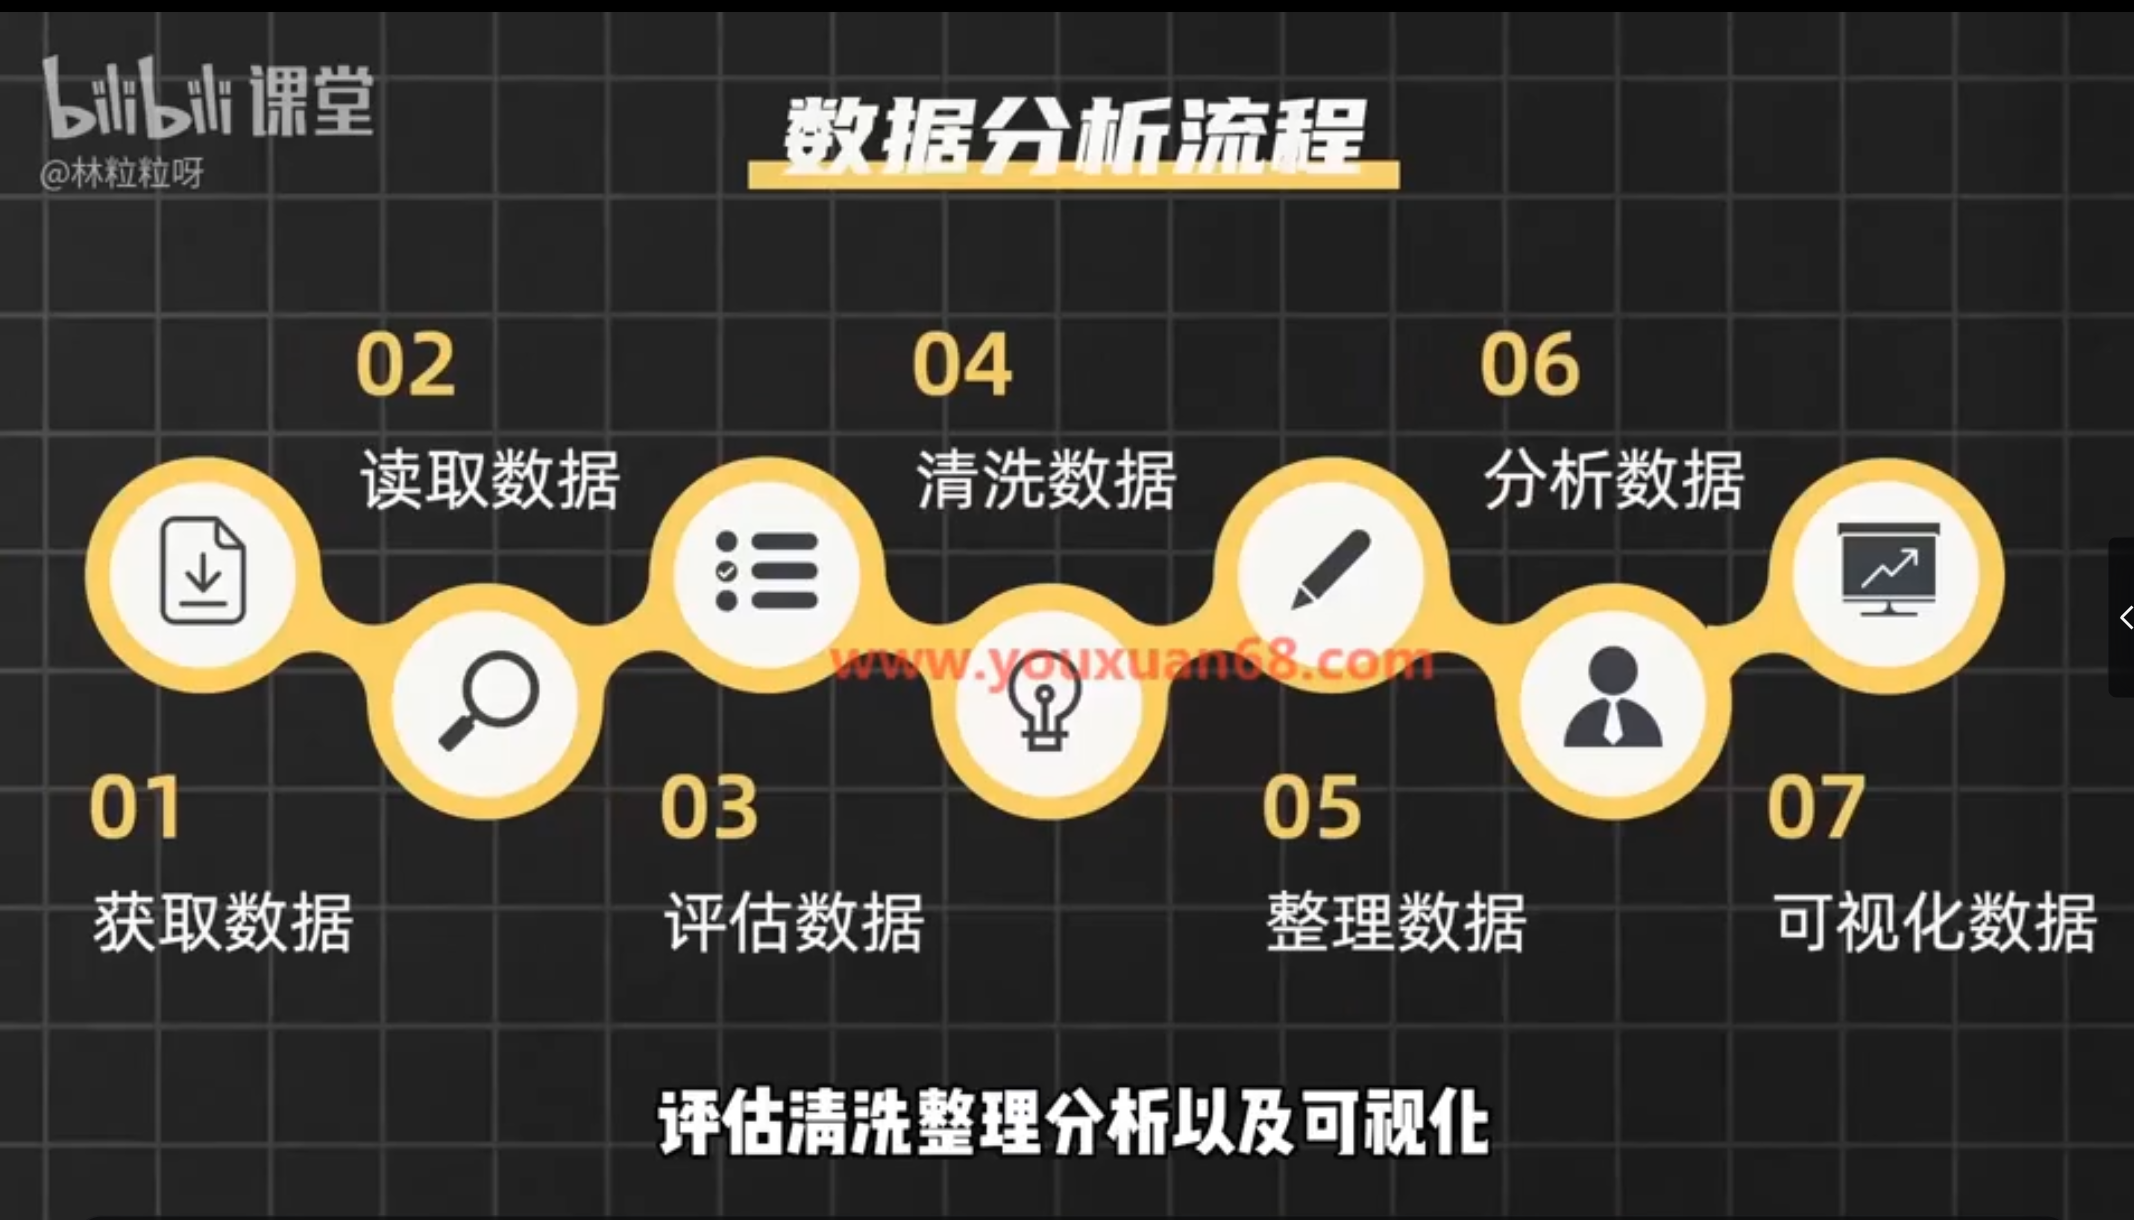 bilibili 课堂
@林粒粒呀
数据分析流程
01
获取数据
02
读取数据
03
评估数据
04
清洗数据
05
整理数据
06
分析数据
07
可视化数据
www.youxuan68.com
评估清洗整理分析以及可视化